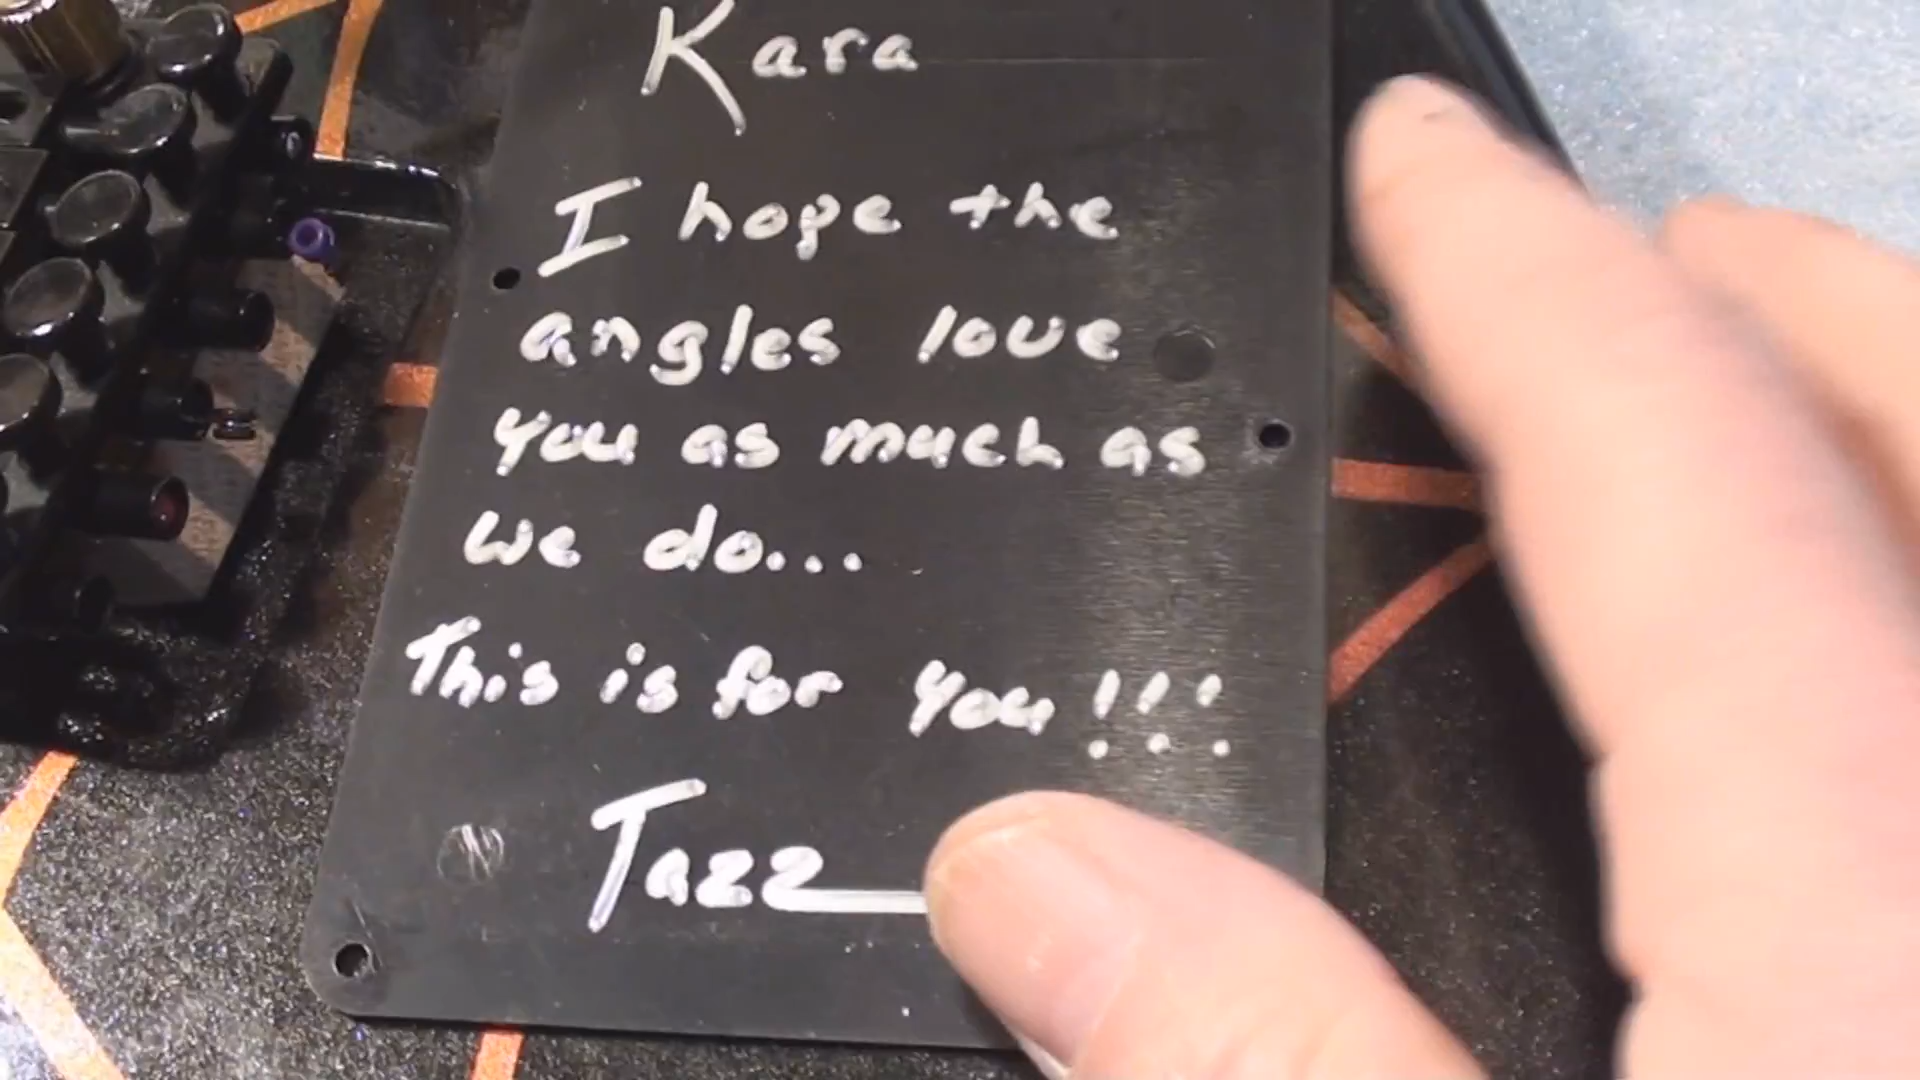 Kara
I hope the
angles love
you as much as
we do...
This is for you!!!
Tazz